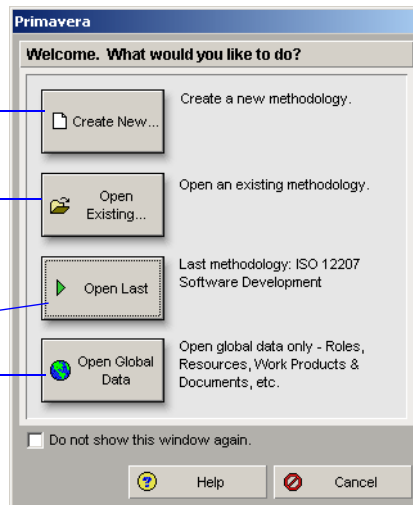 Primavera
Welcome. What would you like to do?
Create New...
Create a new methodology.
Open
Existing...
Open an existing methodology.
Open Last
Last methodology: ISO 12207
Software Development
Open Global
Data
Open global data only - Roles,
Resources, Work Products &
Documents, etc.
Do not show this window again.
Help
Cancel